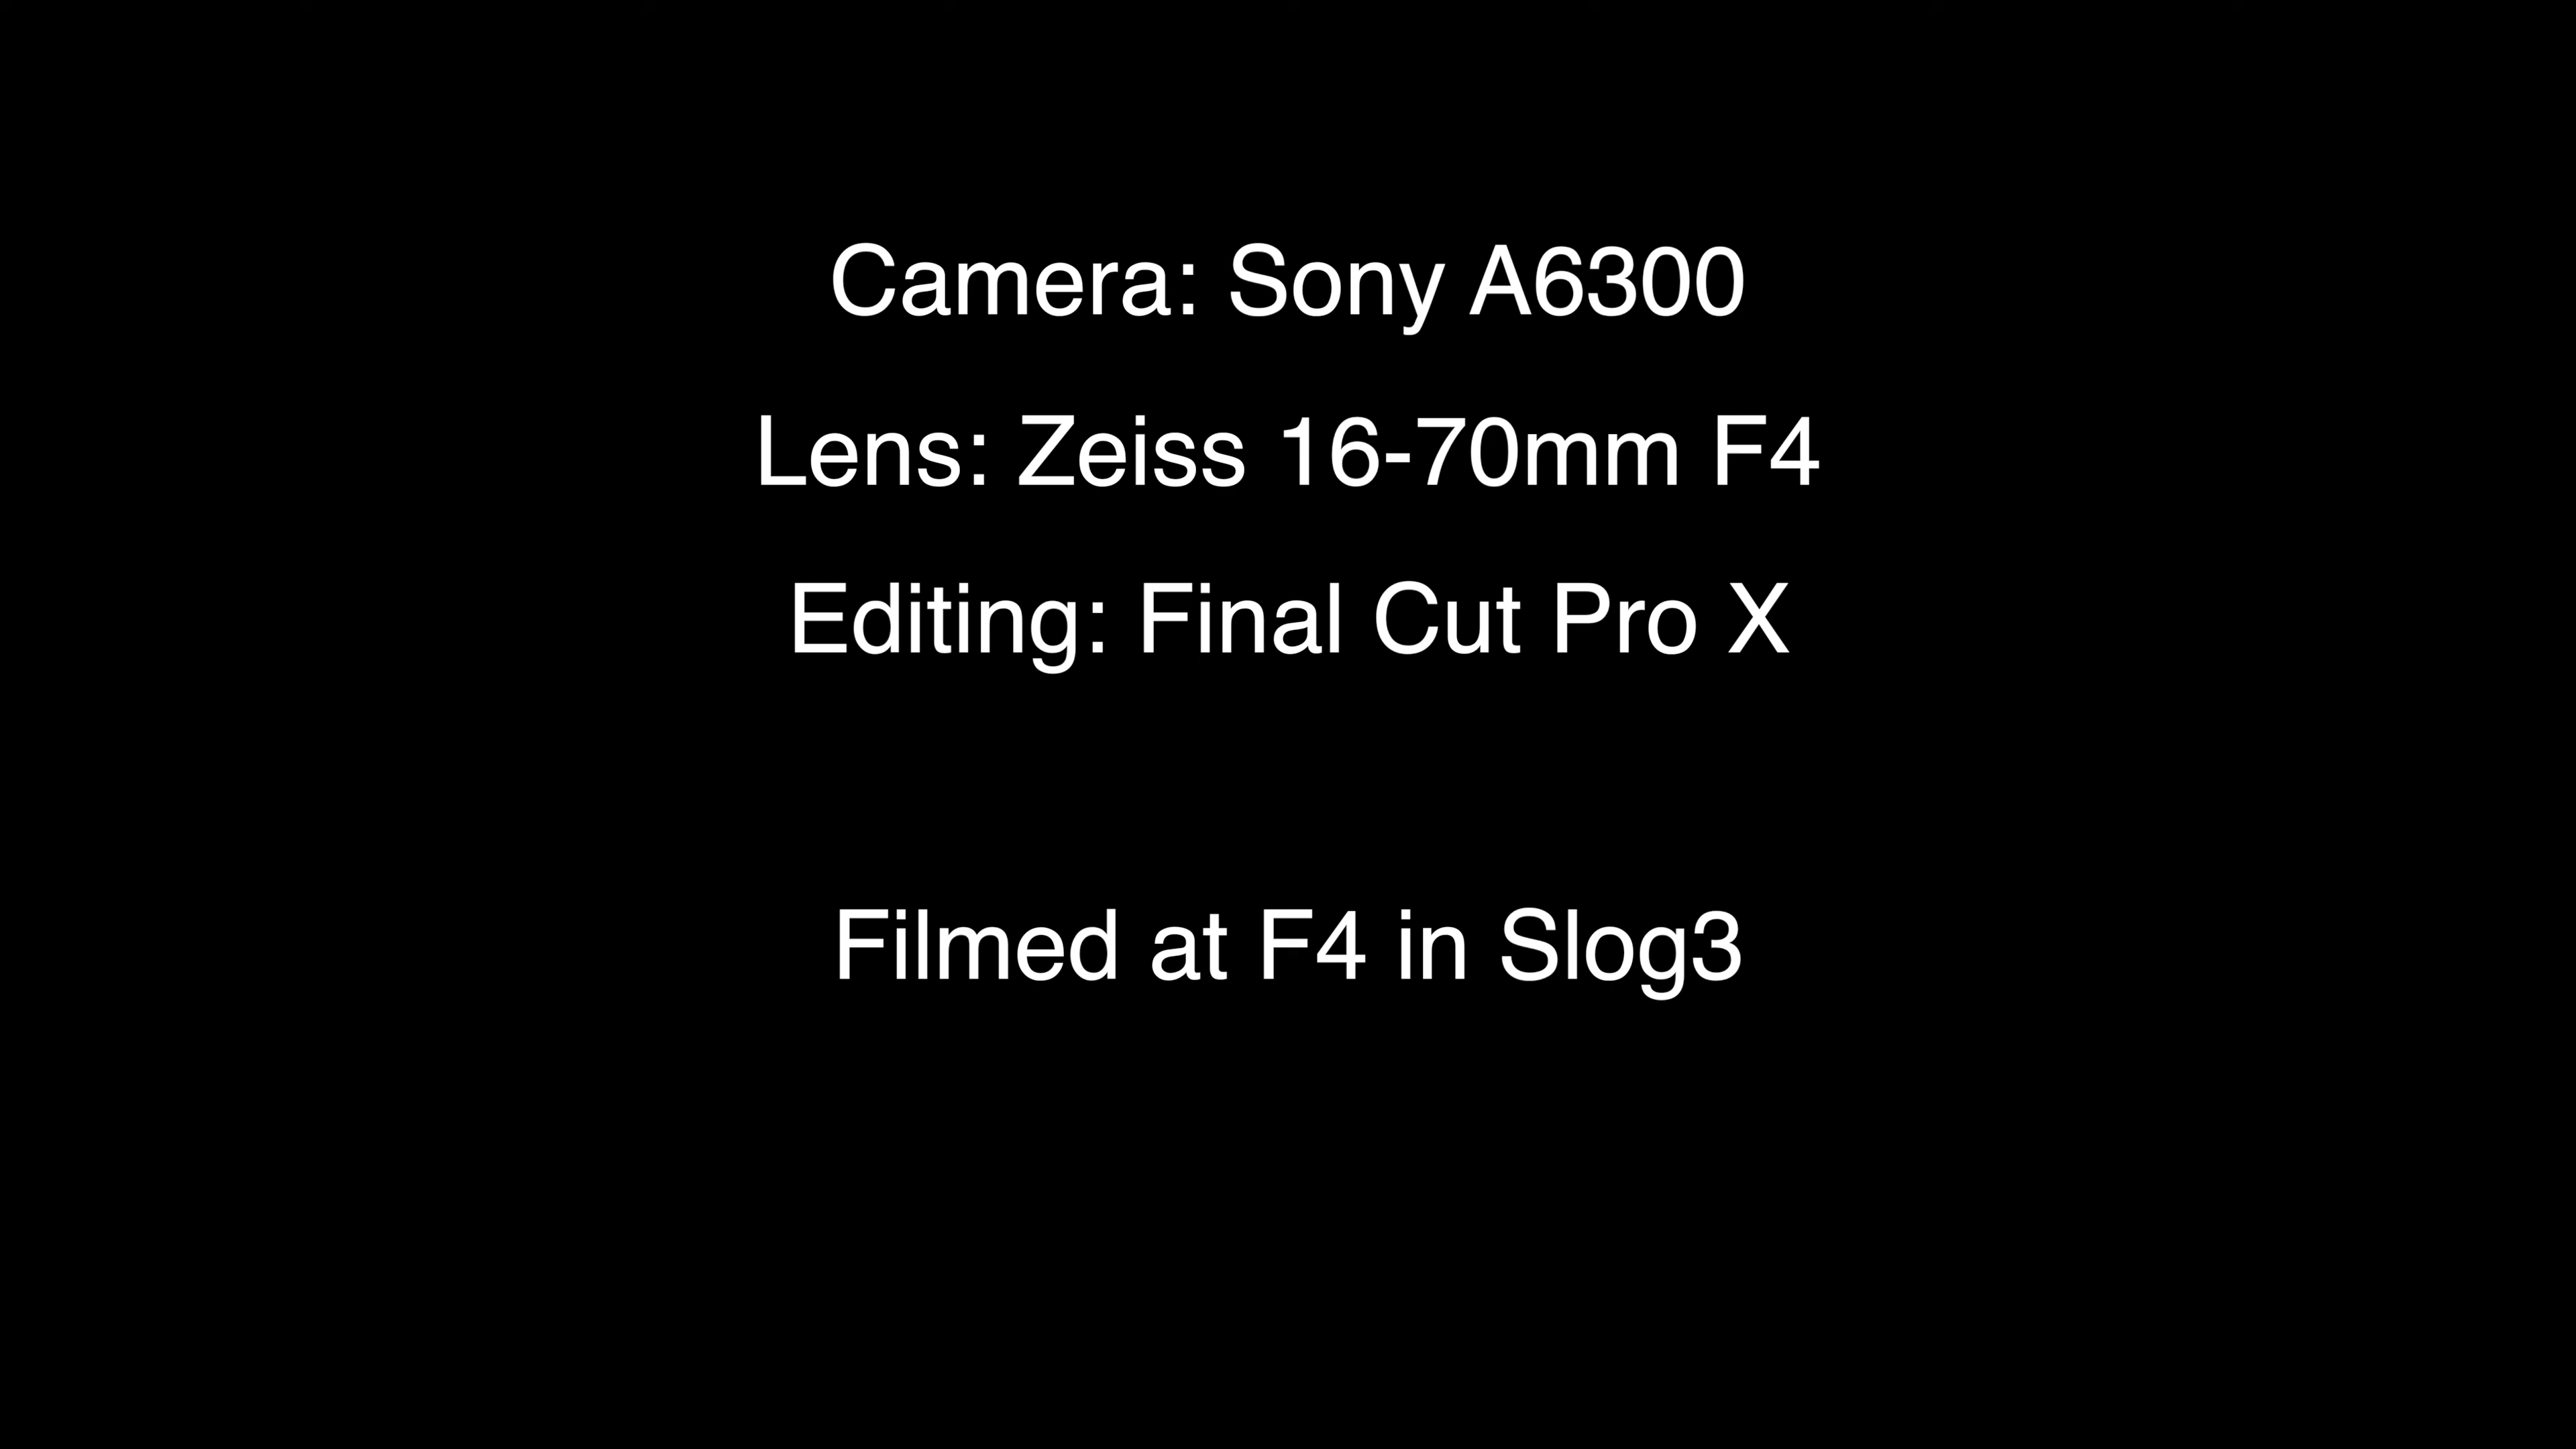 Camera: Sony A6300
Lens: Zeiss 16-70mm F4
Editing: Final Cut Pro X
Filmed at F4 in Slog3